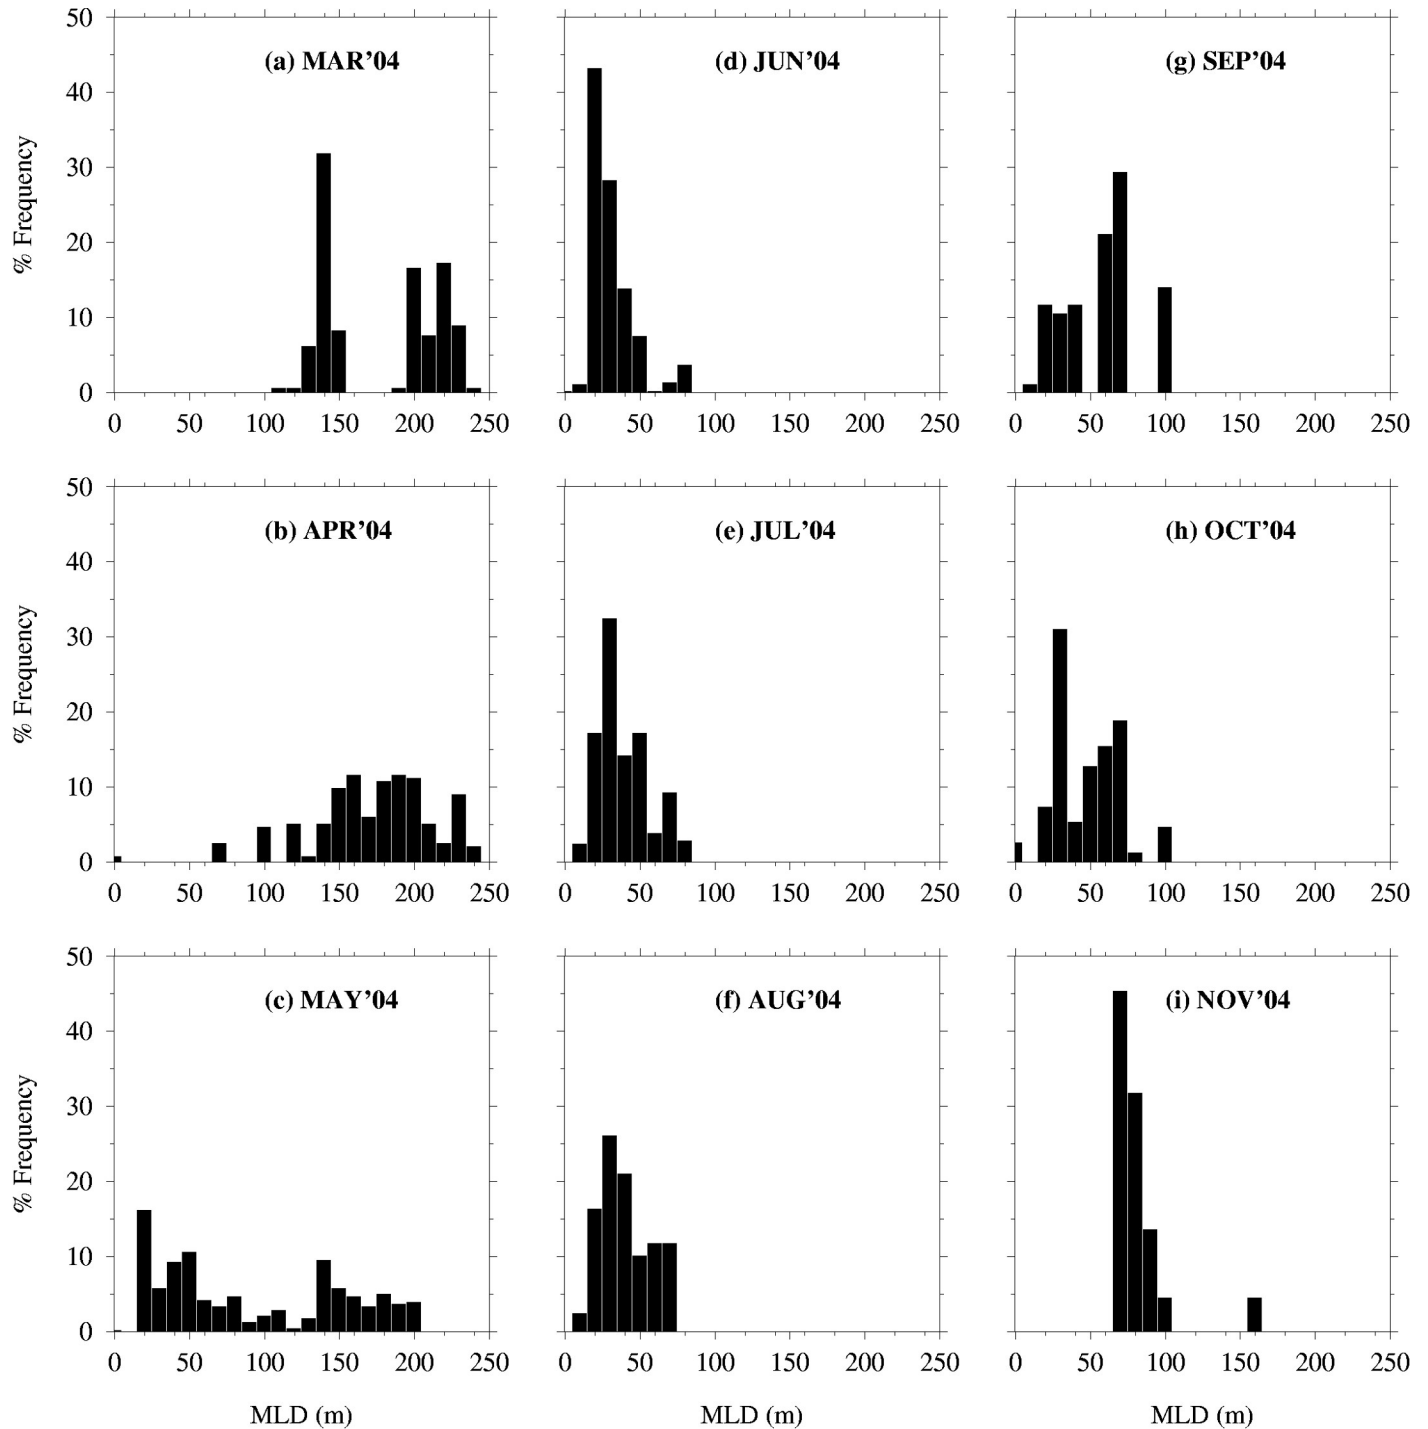 50
40
30
20
10
0
% Frequency
(a) MAR’04
0 50 100 150 200 250
(d) JUN’04
0 50 100 150 200 250
(g) SEP’04
0 50 100 150 200 250
50
40
30
20
10
0
% Frequency
(b) APR’04
0 50 100 150 200 250
(e) JUL’04
0 50 100 150 200 250
(h) OCT’04
0 50 100 150 200 250
50
40
30
20
10
0
% Frequency
(c) MAY’04
0 50 100 150 200 250
MLD (m)
(f) AUG’04
0 50 100 150 200 250
MLD (m)
(i) NOV’04
0 50 100 150 200 250
MLD (m)